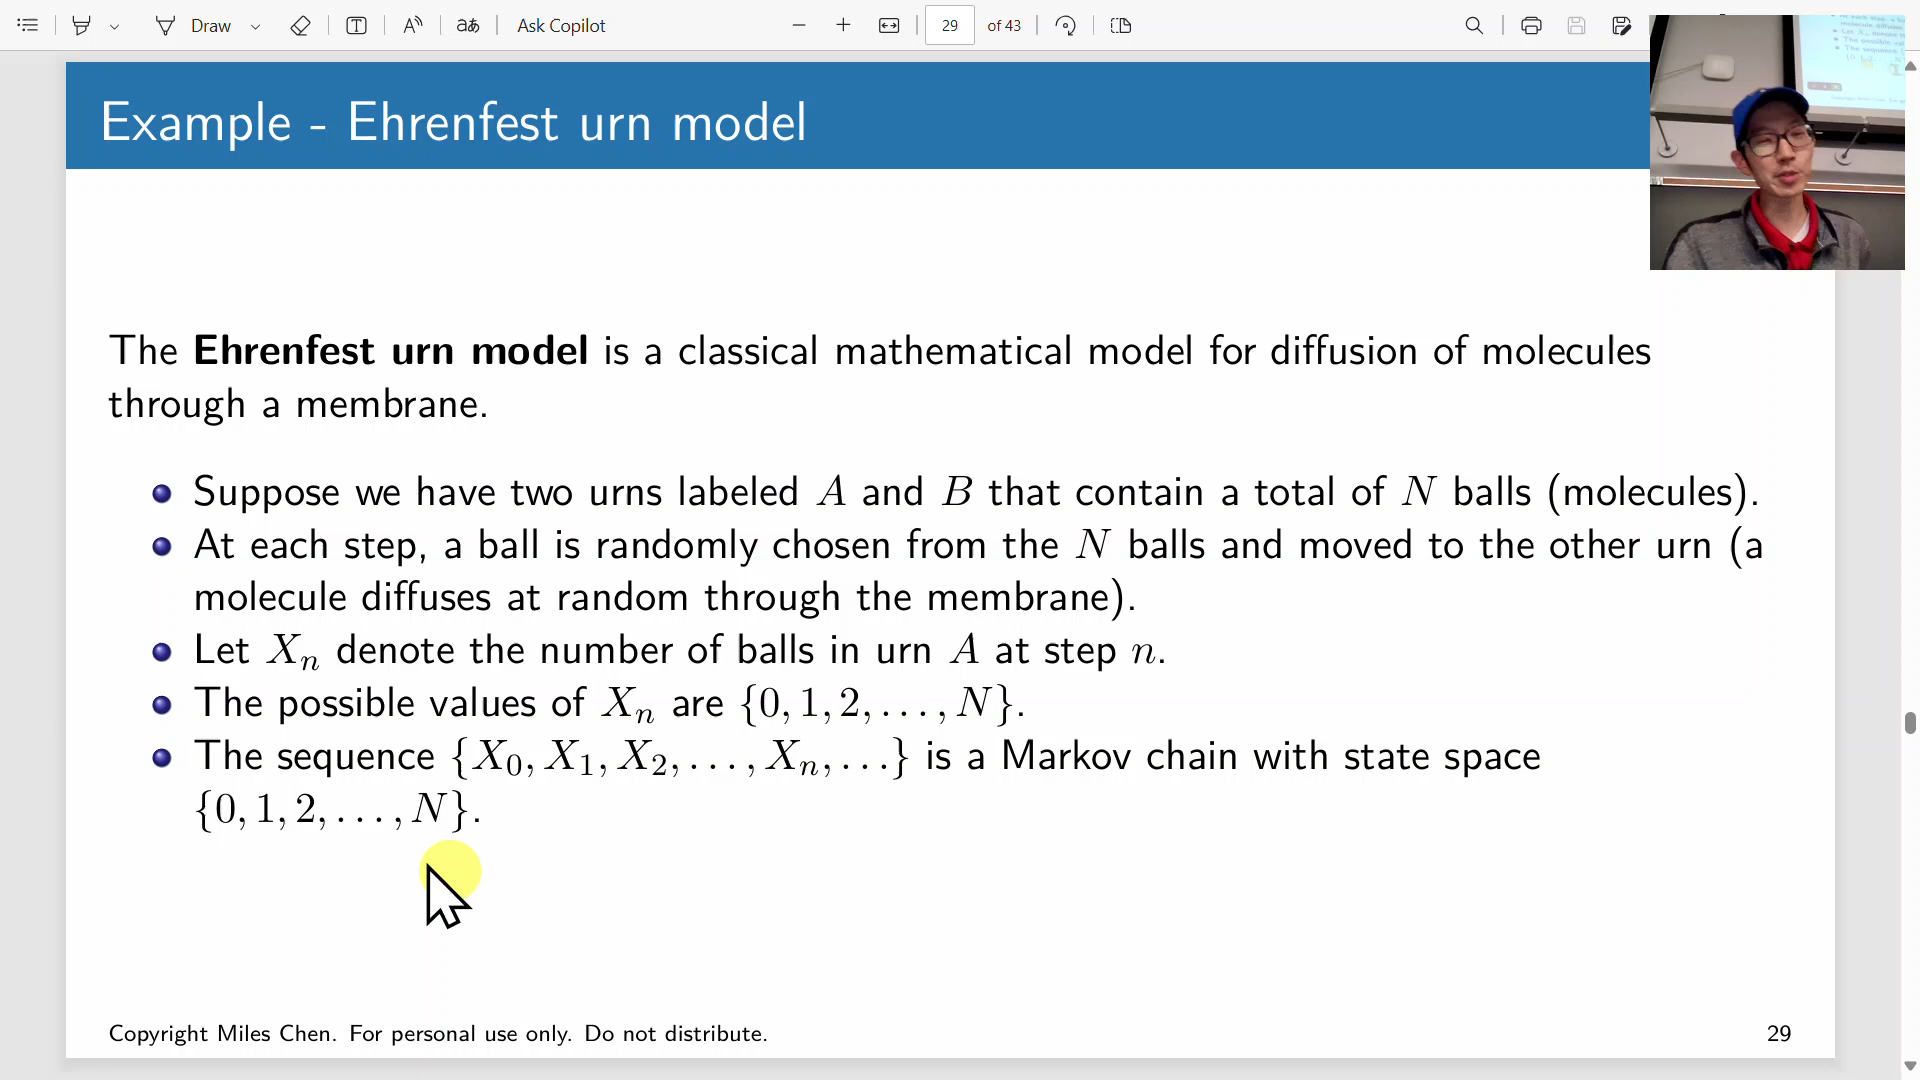 Draw
Ask Copilot
29
of 43
Example - Ehrenfest urn model
The Ehrenfest urn model is a classical mathematical model for diffusion of molecules
through a membrane.
Suppose we have two urns labeled A and B that contain a total of N balls (molecules).
At each step, a ball is randomly chosen from the N balls and moved to the other urn (a
molecule diffuses at random through the membrane).
Let Xₙ denote the number of balls in urn A at step n.
The possible values of Xₙ are {0, 1, 2, . . . , N}.
The sequence {X₀, X₁, X₂, . . . , Xₙ, . . .} is a Markov chain with state space
{0, 1, 2, . . . , N}.
Copyright Miles Chen. For personal use only. Do not distribute.
29